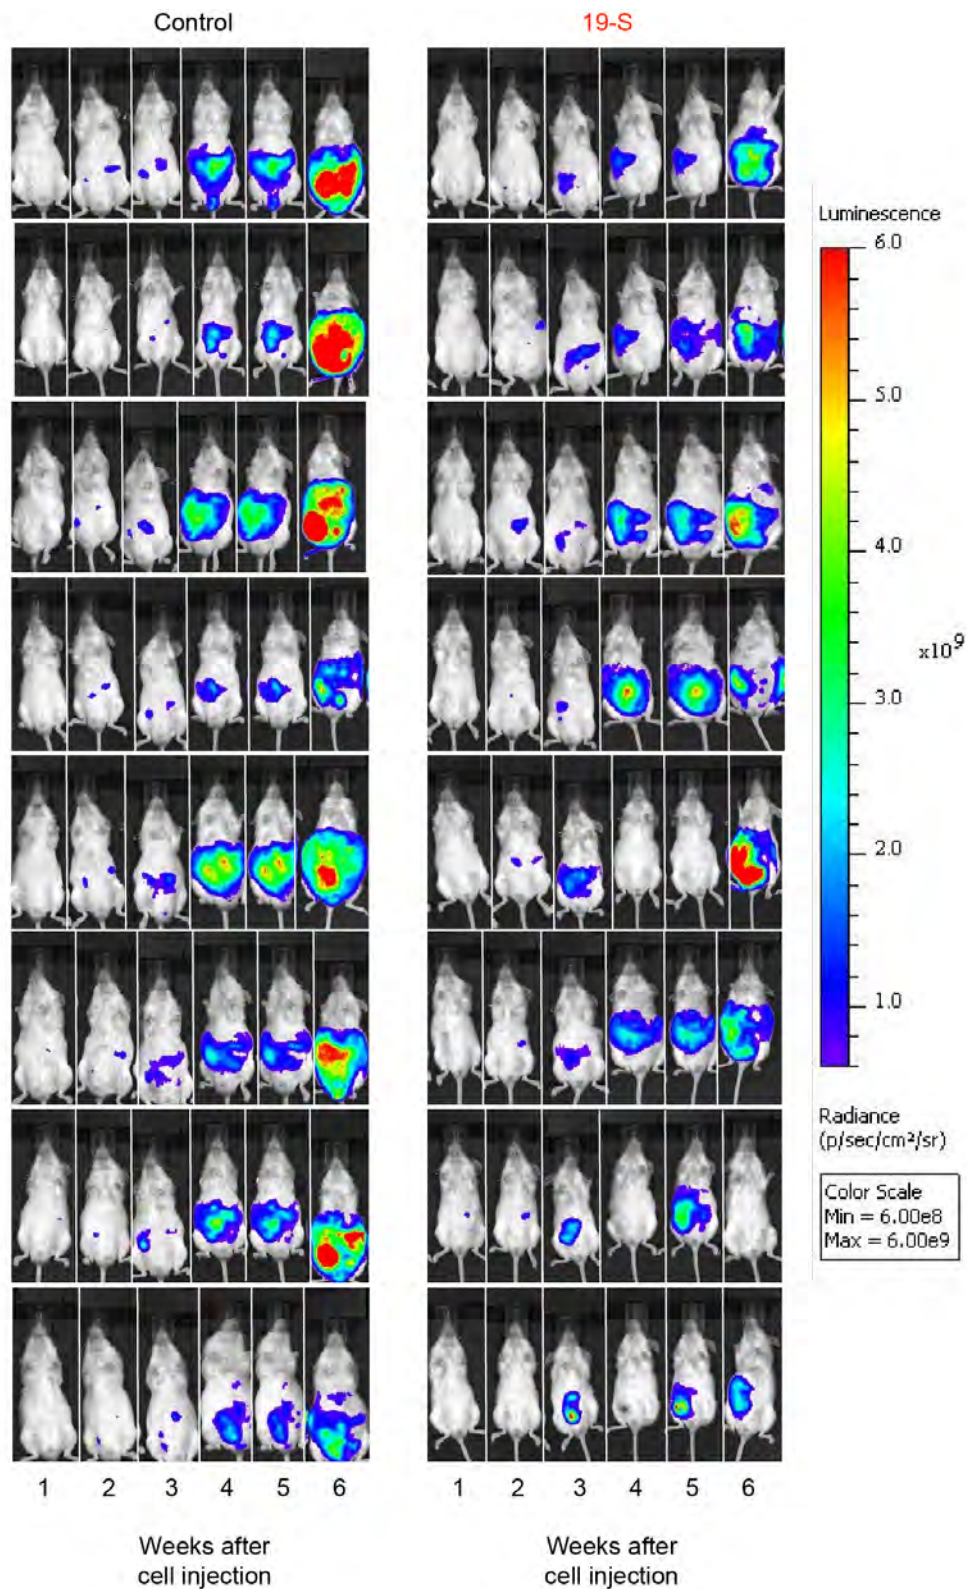 Control
19-S
Luminescence
6.0
5.0
4.0
x10⁹
3.0
2.0
1.0
Radiance
(p/sec/cm²/sr)
Color Scale
Min = 6.00e8
Max = 6.00e9
1 2 3 4 5 6
1 2 3 4 5 6
Weeks after
cell injection
Weeks after
cell injection